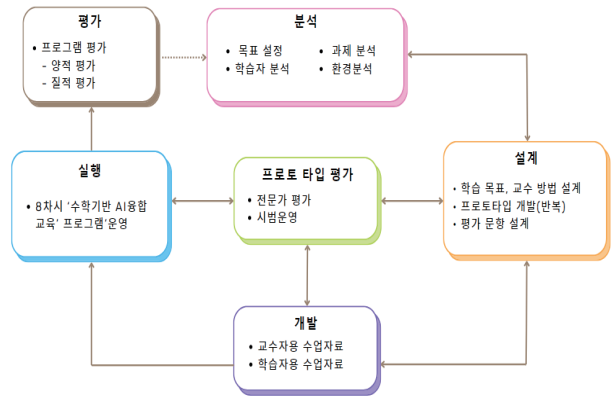 평가
• 프로그램 평가
- 양적 평가
- 질적 평가
분석
• 목표 설정
• 과제 분석
• 학습자 분석
• 환경분석
실행
• 8차시 '수학기반 AI융합
교육' 프로그램'운영
프로토 타입 평가
• 전문가 평가
• 시범운영
설계
• 학습 목표, 교수 방법 설계
• 프로토타입 개발(반복)
• 평가 문항 설계
개발
• 교수자용 수업자료
• 학습자용 수업자료